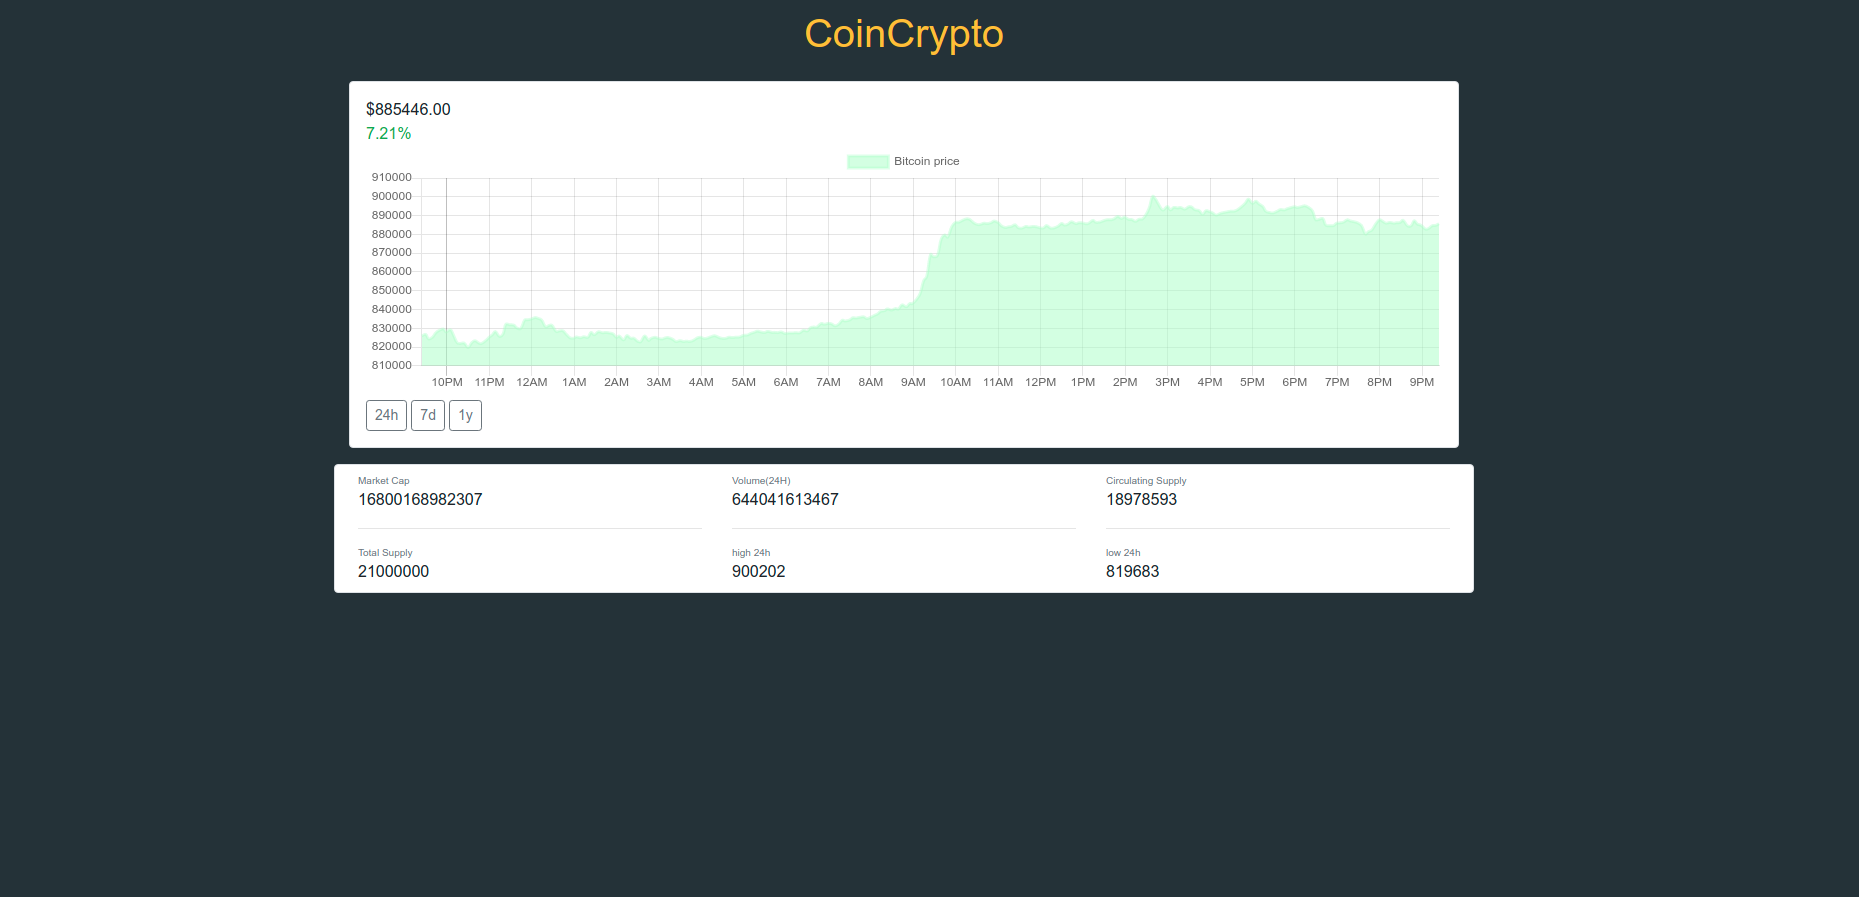 CoinCrypto
$885446.00
7.21%
Bitcoin price
910000
900000
890000
880000
870000
860000
850000
840000
830000
820000
810000
10PM 11PM 12AM 1AM 2AM 3AM 4AM 5AM 6AM 7AM 8AM 9AM 10AM 11AM 12PM 1PM 2PM 3PM 4PM 5PM 6PM 7PM 8PM 9PM
24h 7d 1y
Market Cap Volume(24H) Circulating Supply
16800168982307 644041613467 18978593
Total Supply high 24h low 24h
21000000 900202 819683